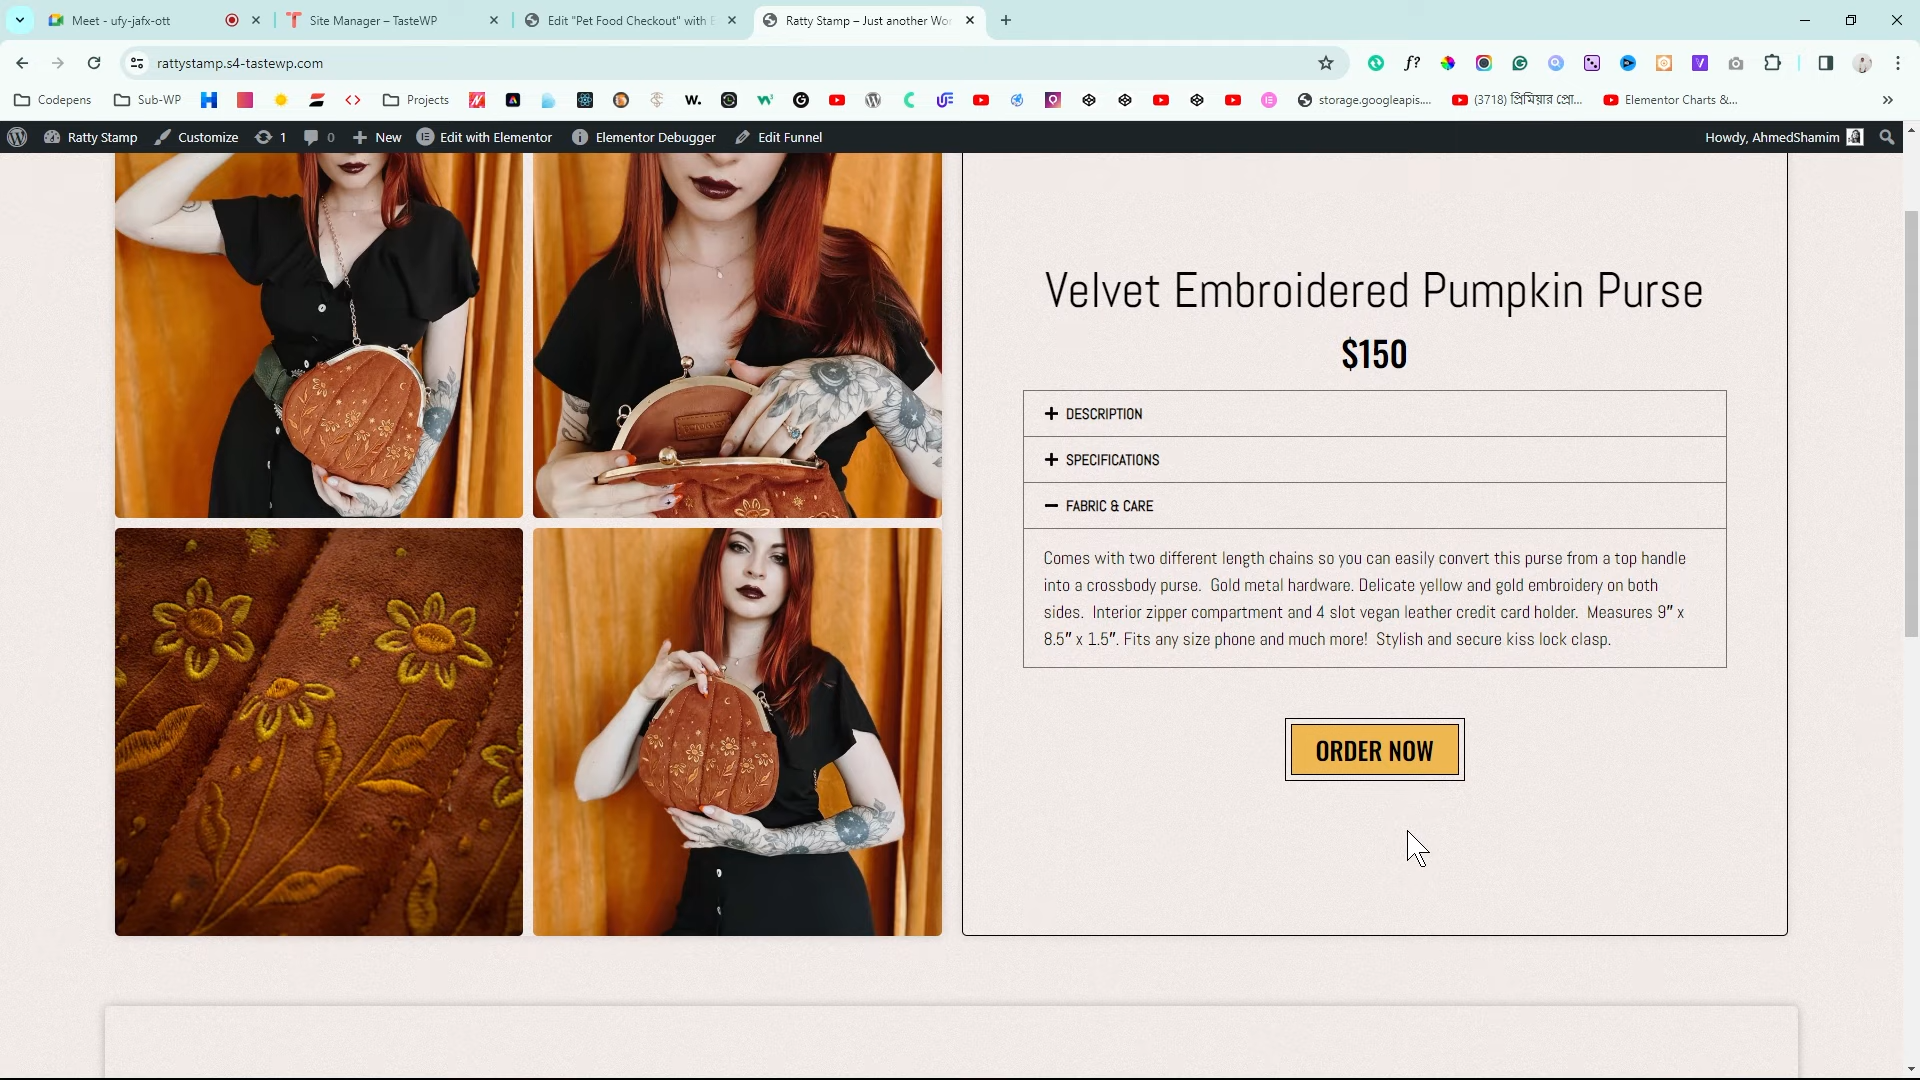 Meet - ufy-jafx-ott
Site Manager – TasteWP
Edit "Pet Food Checkout" with E
Ratty Stamp – Just another Wor
rattystamp.s4-tastewp.com
f?
Codepens
Sub-WP
Projects
w.
storage.googleapis....
(3718) প্রিমিয়ার প্রো...
Elementor Charts &...
Ratty Stamp
Customize
1
0
New
Edit with Elementor
Elementor Debugger
Edit Funnel
Howdy, AhmedShamim
Velvet Embroidered Pumpkin Purse
$150
DESCRIPTION
SPECIFICATIONS
FABRIC & CARE
Comes with two different length chains so you can easily convert this purse from a top handle
into a crossbody purse. Gold metal hardware. Delicate yellow and gold embroidery on both
sides. Interior zipper compartment and 4 slot vegan leather credit card holder. Measures 9″ x
8.5″ x 1.5″. Fits any size phone and much more! Stylish and secure kiss lock clasp.
ORDER NOW